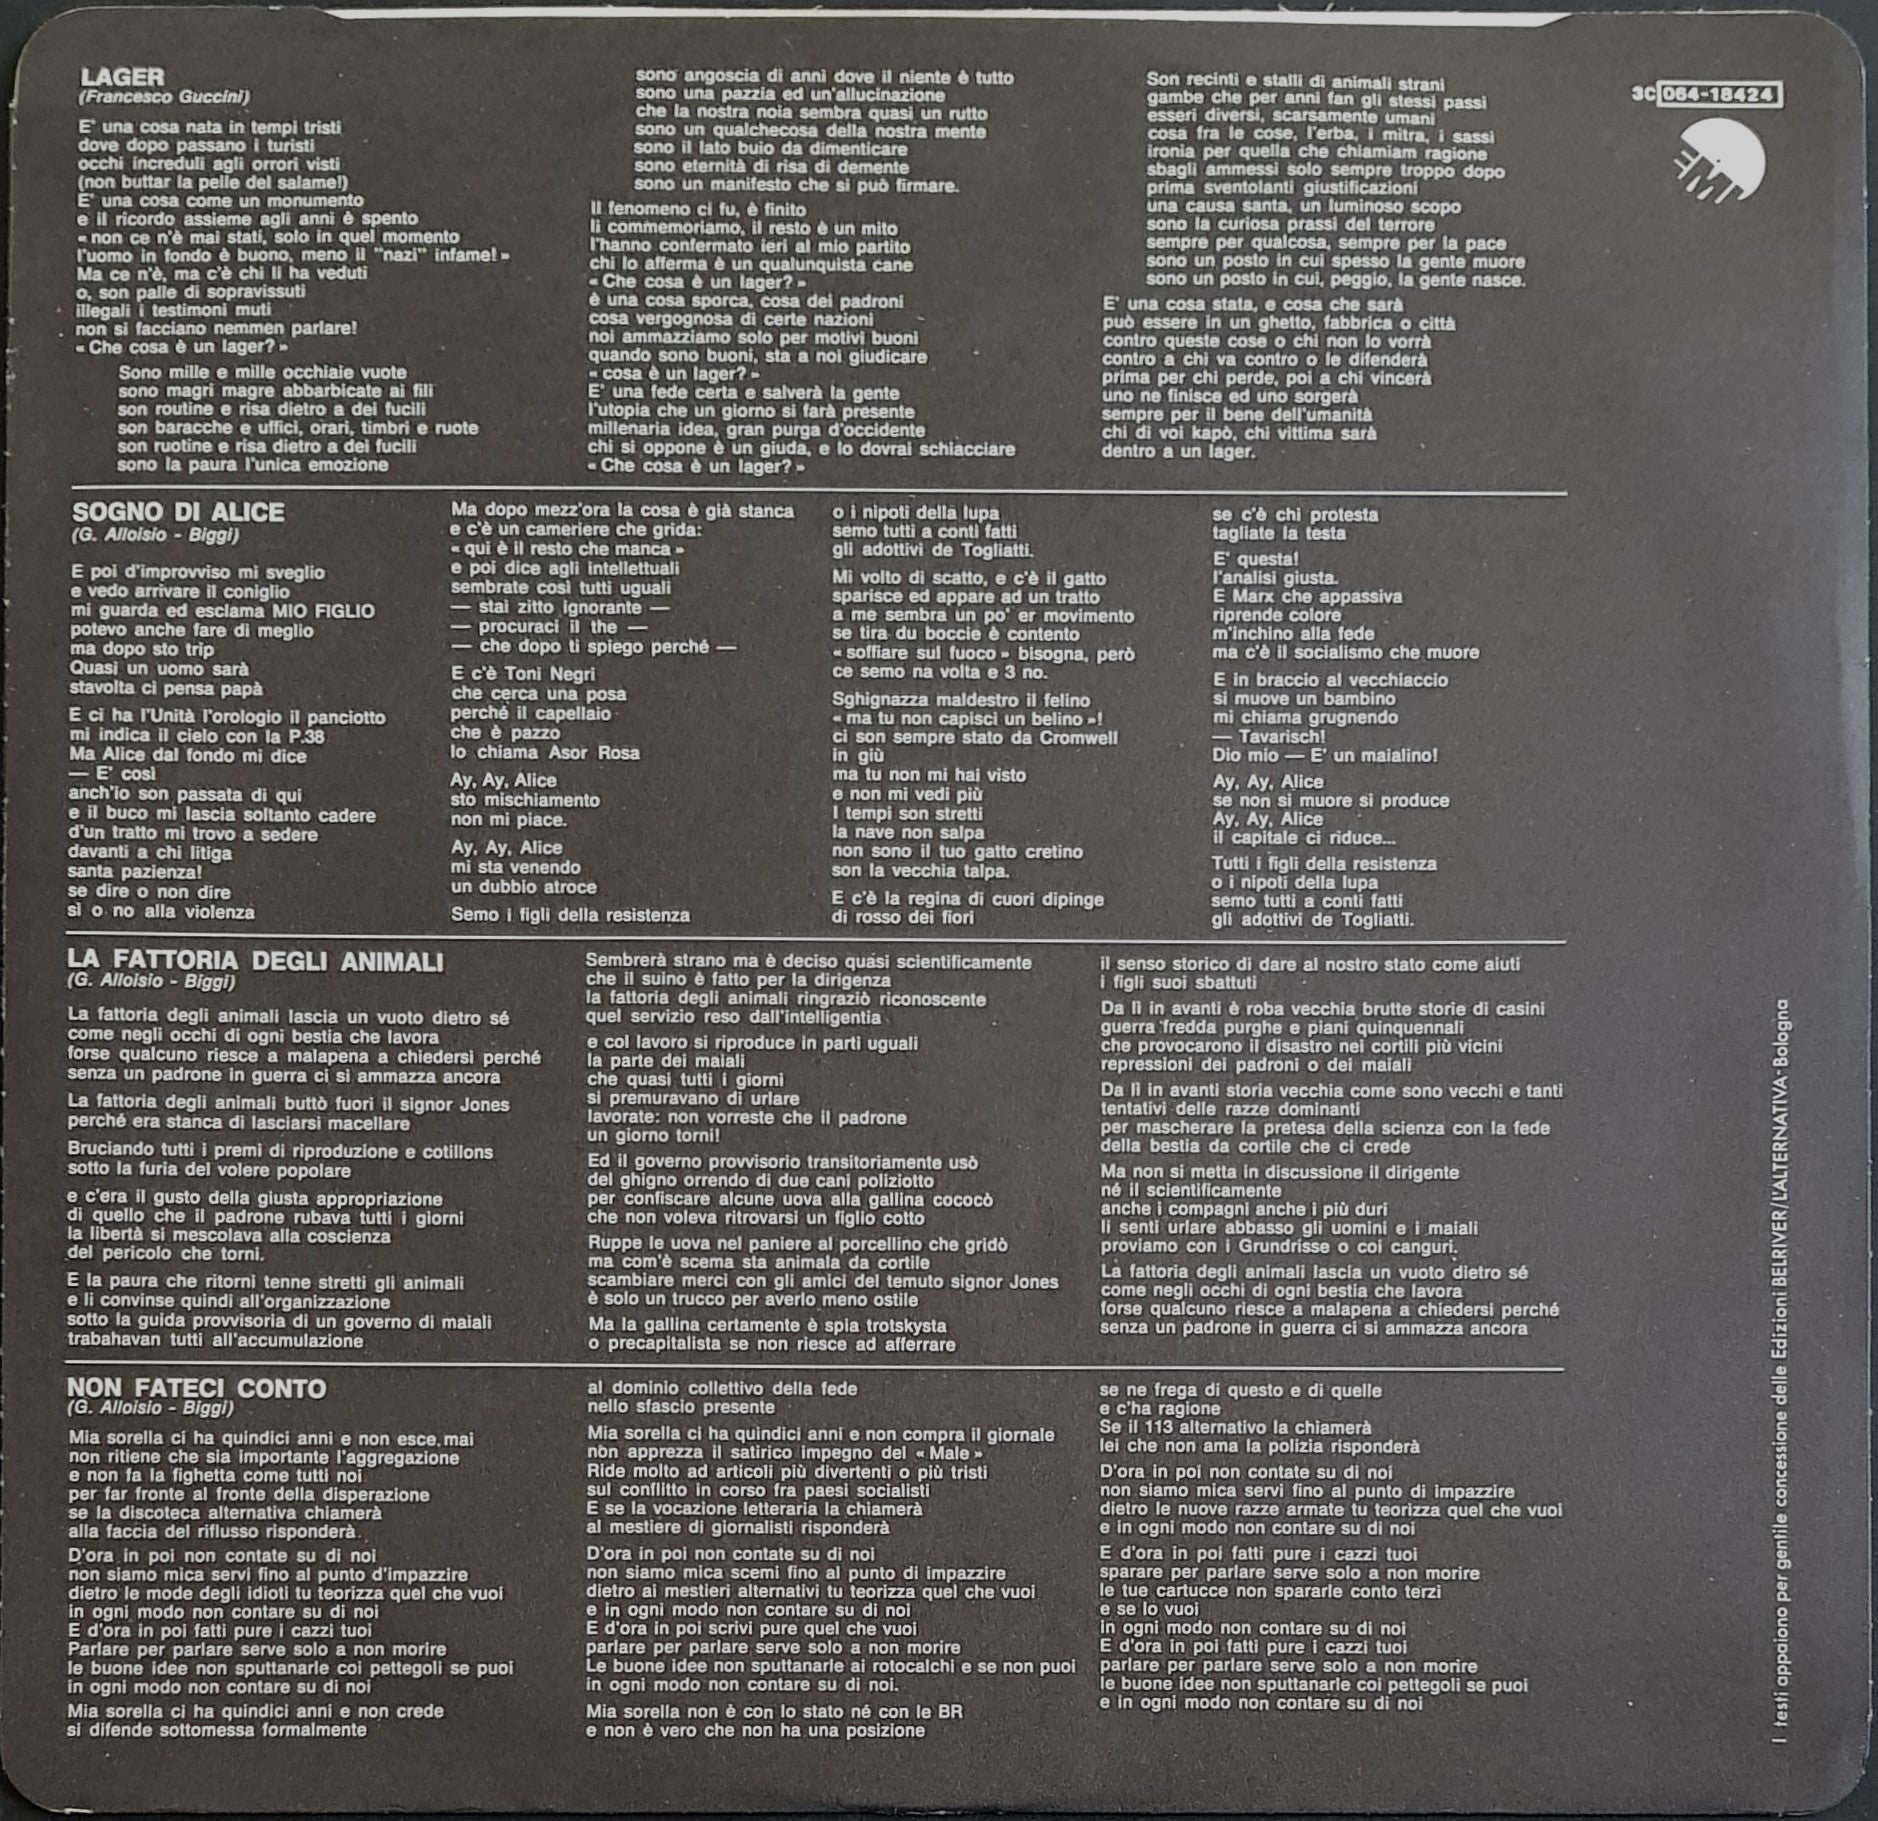 LAGER
(Francesco Guccini)
E' una cosa nata in tempi tristi
dove dopo passano i turisti
occhi increduli agli orrori visti
(non buttar la pelle del salame!)
E' una cosa come un monumento
e il ricordo assieme agli anni è spento
« non ce n'è mai stati, solo in quel momento
l'uomo in fondo è buono, meno il "nazi" infame! »
Ma ce n'è, ma c'è chi li ha veduti
o, son palle di sopravissuti
illegali i testimoni muti
non si facciano nemmen parlare!
« Che cosa è un lager? »
Sono mille e mille occhiaie vuote
sono magri magre abbarbicate ai fili
son routine e risa dietro a dei fucili
son baracche e uffici, orari, timbri e ruote
son ruotine e risa dietro a dei fucili
sono la paura l'unica emozione
sono angoscia di anni dove il niente è tutto
sono una pazzia ed un'allucinazione
che la nostra noia sembra quasi un rutto
sono un qualchecosa della nostra mente
sono il lato buio da dimenticare
sono eternità di risa di demente
sono un manifesto che si può firmare.
Il fenomeno ci fu, è finito
li commemoriamo, il resto è un mito
l'hanno confermato ieri al mio partito
chi lo afferma è un qualunquista cane
« Che cosa è un lager? »
è una cosa sporca, cosa dei padroni
cosa vergognosa di certe nazioni
noi ammazziamo solo per motivi buoni
quando sono buoni, sta a noi giudicare
« cosa è un lager? »
E' una fede certa e salverà la gente
l'utopia che un giorno si farà presente
millenaria idea, gran purga d'occidente
chi si oppone è un giuda, e lo dovrai schiacciare
« Che cosa è un lager? »
Son recinti e stalli di animali strani
gambe che per anni fan gli stessi passi
esseri diversi, scarsamente umani
cosa fra le cose, l'erba, i mitra, i sassi
ironia per quella che chiamiam ragione
sbagli ammessi solo sempre troppo dopo
prima sventolanti giustificazioni
una causa santa, un luminoso scopo
sono la curiosa prassi del terrore
sempre per qualcosa, sempre per la pace
sono un posto in cui spesso la gente muore
sono un posto in cui, peggio, la gente nasce.
E' una cosa stata, e cosa che sarà
può essere in un ghetto, fabbrica o città
contro queste cose o chi non lo vorrà
contro a chi va contro o le difenderà
prima per chi perde, poi a chi vincerà
uno ne finisce ed uno sorgerà
sempre per il bene dell'umanità
chi di voi kapò, chi vittima sarà
dentro a un lager.
3C 064-18424
EMI
SOGNO DI ALICE
(G. Alloisio - Biggi)
E poi d'improvviso mi sveglio
e vedo arrivare il coniglio
mi guarda ed esclama MIO FIGLIO
potevo anche fare di meglio
ma dopo sto trip
Quasi un uomo sarà
stavolta ci pensa papà
E ci ha l'Unità l'orologio il panciotto
mi indica il cielo con la P.38
Ma Alice dal fondo mi dice
— E' così
anch'io son passata di qui
e il buco mi lascia soltanto cadere
d'un tratto mi trovo a sedere
davanti a chi litiga
santa pazienza!
se dire o non dire
sì o no alla violenza
Ma dopo mezz'ora la cosa è già stanca
e c'è un cameriere che grida:
« qui è il resto che manca »
e poi dice agli intellettuali
sembrate così tutti uguali
— stai zitto ignorante —
— procuraci il the —
— che dopo ti spiego perché —
E c'è Toni Negri
che cerca una posa
perché il capellaio
che è pazzo
lo chiama Asor Rosa
Ay, Ay, Alice
sto mischiamento
non mi piace.
Ay, Ay, Alice
mi sta venendo
un dubbio atroce
Semo i figli della resistenza
o i nipoti della lupa
semo tutti a conti fatti
gli adottivi de Togliatti.
Mi volto di scatto, e c'è il gatto
sparisce ed appare ad un tratto
a me sembra un po' er movimento
se tira du boccie è contento
« soffiare sul fuoco » bisogna, però
ce semo na volta e 3 no.
Sghignazza maldestro il felino
« ma tu non capisci un belino »!
ci son sempre stato da Cromwell
in giù
ma tu non mi hai visto
e non mi vedi più
I tempi son stretti
la nave non salpa
non sono il tuo gatto cretino
son la vecchia talpa.
E c'è la regina di cuori dipinge
di rosso dei fiori
se c'è chi protesta
tagliate la testa
E' questa!
l'analisi giusta.
E Marx che appassiva
riprende colore
m'inchino alla fede
ma c'è il socialismo che muore
E in braccio al vecchiaccio
si muove un bambino
mi chiama grugnendo
— Tavarisch!
Dio mio — E' un maialino!
Ay, Ay, Alice
se non si muore si produce
Ay, Ay, Alice
il capitale ci riduce...
Tutti i figli della resistenza
o i nipoti della lupa
semo tutti a conti fatti
gli adottivi de Togliatti.
LA FATTORIA DEGLI ANIMALI
(G. Alloisio - Biggi)
La fattoria degli animali lascia un vuoto dietro sé
come negli occhi di ogni bestia che lavora
forse qualcuno riesce a malapena a chiedersi perché
senza un padrone in guerra ci si ammazza ancora
La fattoria degli animali buttò fuori il signor Jones
perché era stanca di lasciarsi macellare
Bruciando tutti i premi di riproduzione e cotillons
sotto la furia del volere popolare
e c'era il gusto della giusta appropriazione
di quello che il padrone rubava tutti i giorni
la libertà si mescolava alla coscienza
del pericolo che torni.
E la paura che ritorni tenne stretti gli animali
e li convinse quindi all'organizzazione
sotto la guida provvisoria di un governo di maiali
trabahavan tutti all'accumulazione
Sembrerà strano ma è deciso quasi scientificamente
che il suino è fatto per la dirigenza
la fattoria degli animali ringraziò riconoscente
quel servizio reso dall'intelligentia
e col lavoro si riproduce in parti uguali
la parte dei maiali
che quasi tutti i giorni
si premuravano di urlare
lavorate: non vorreste che il padrone
un giorno torni!
Ed il governo provvisorio transitoriamente usò
del ghigno orrendo di due cani poliziotto
per confiscare alcune uova alla gallina cococò
che non voleva ritrovarsi un figlio cotto
Ruppe le uova nel paniere al porcellino che gridò
ma com'è scema sta animala da cortile
scambiare merci con gli amici del temuto signor Jones
è solo un trucco per averlo meno ostile
Ma la gallina certamente è spia trotskysta
o precapitalista se non riesce ad afferrare
il senso storico di dare al nostro stato come aiuti
i figli suoi sbattuti
Da lì in avanti è roba vecchia brutte storie di casini
guerra fredda purghe e piani quinquennali
che provocarono il disastro nei cortili più vicini
repressioni dei padroni o dei maiali
Da lì in avanti storia vecchia come sono vecchi e tanti
tentativi delle razze dominanti
per mascherare la pretesa della scienza con la fede
della bestia da cortile che ci crede
Ma non si metta in discussione il dirigente
né il scientificamente
anche i compagni anche i più duri
li senti urlare abbasso gli uomini e i maiali
proviamo con i Grundrisse o coi canguri.
La fattoria degli animali lascia un vuoto dietro sé
come negli occhi di ogni bestia che lavora
forse qualcuno riesce a malapena a chiedersi perché
senza un padrone in guerra ci si ammazza ancora
NON FATECI CONTO
(G. Alloisio - Biggi)
Mia sorella ci ha quindici anni e non esce mai
non ritiene che sia importante l'aggregazione
e non fa la fighetta come tutti noi
per far fronte al fronte della disperazione
se la discoteca alternativa chiamerà
alla faccia del riflusso risponderà.
D'ora in poi non contate su di noi
non siamo mica servi fino al punto d'impazzire
dietro le mode degli idioti tu teorizza quel che vuoi
in ogni modo non contare su di noi
E d'ora in poi fatti pure i cazzi tuoi
Parlare per parlare serve solo a non morire
le buone idee non sputtanarle coi pettegoli se puoi
in ogni modo non contare su di noi
Mia sorella ci ha quindici anni e non crede
si difende sottomessa formalmente
al dominio collettivo della fede
nello sfascio presente
Mia sorella ci ha quindici anni e non compra il giornale
non apprezza il satirico impegno del « Male »
Ride molto ad articoli più divertenti o più tristi
sul conflitto in corso fra paesi socialisti
E se la vocazione letteraria la chiamerà
al mestiere di giornalisti risponderà
D'ora in poi non contate su di noi
non siamo mica scemi fino al punto di impazzire
dietro ai mestieri alternativi tu teorizza quel che vuoi
e in ogni modo non contare su di noi
E d'ora in poi scrivi pure quel che vuoi
parlare per parlare serve solo a non morire
Le buone idee non sputtanarle ai rotocalchi e se non puoi
in ogni modo non contare su di noi.
Mia sorella non è con lo stato né con le BR
e non è vero che non ha una posizione
se ne frega di questo e di quelle
e c'ha ragione
Se il 113 alternativo la chiamerà
lei che non ama la polizia risponderà
D'ora in poi non contate su di noi
non siamo mica servi fino al punto di impazzire
dietro le nuove razze armate tu teorizza quel che vuoi
e in ogni modo non contare su di noi
E d'ora in poi fatti pure i cazzi tuoi
sparare per parlare serve solo a non morire
le tue cartucce non spararle conto terzi
e se lo vuoi
in ogni modo non contare su di noi
E d'ora in poi fatti pure i cazzi tuoi
parlare per parlare serve solo a non morire
le buone idee non sputtanarle coi pettegoli se puoi
e in ogni modo non contare su di noi
I testi appaiono per gentile concessione delle Edizioni BELRIVER/L'ALTERNATIVA-Bologna